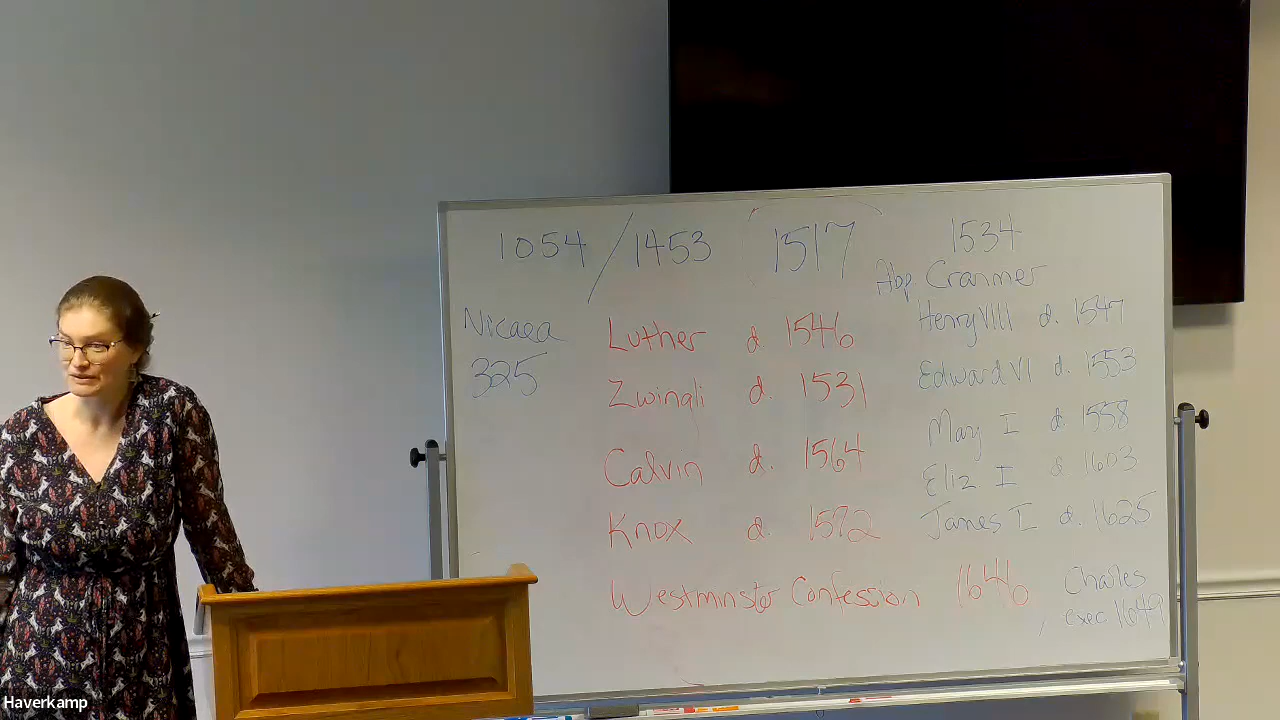 1054 / 1453 1517 1534
Abp Cranmer
Nicaea
325
Luther d 1546
Zwingli d. 1531
Calvin d. 1564
Knox d. 1572
Westminster Confession 1646
Henry VIII d. 1547
Edward VI d. 1553
Mary I d 1558
Eliz I d 1603
James I d. 1625
Charles
exec 1649
Haverkamp